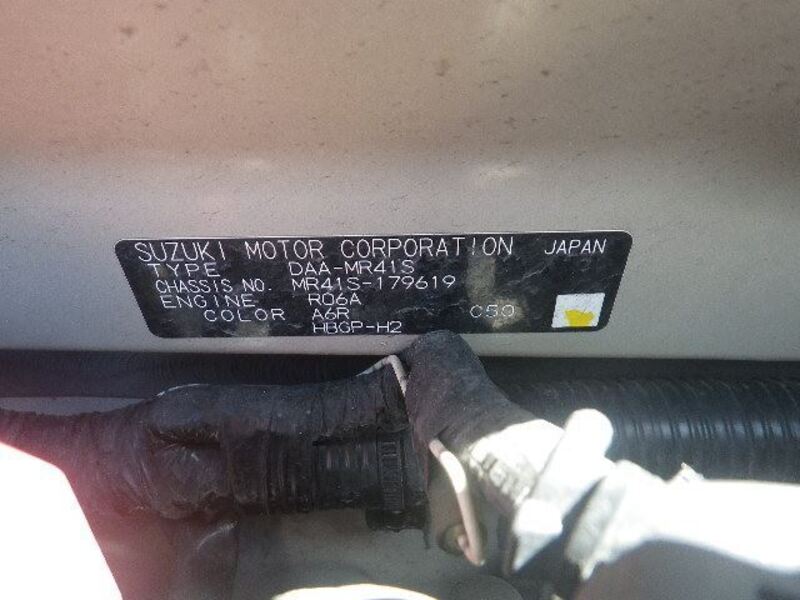 SUZUKI MOTOR CORPORATION JAPAN
TYPE DAA-MR41S
CHASSIS NO. MR41S-179619
ENGINE R06A
COLOR A6R C50
HBGP-H2